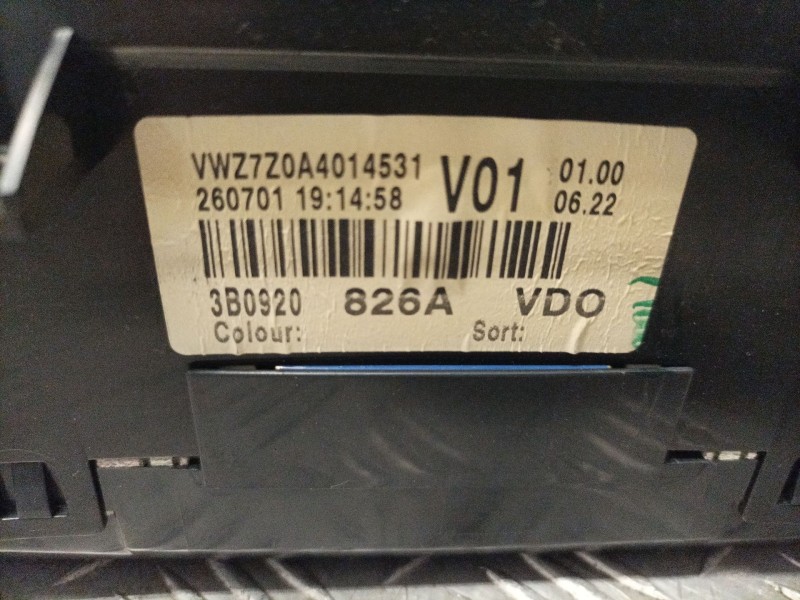 VWZ7Z0A4014531 V01 01.00
260701 19:14:58 06.22
3B0920 826A VDO
Colour: Sort: